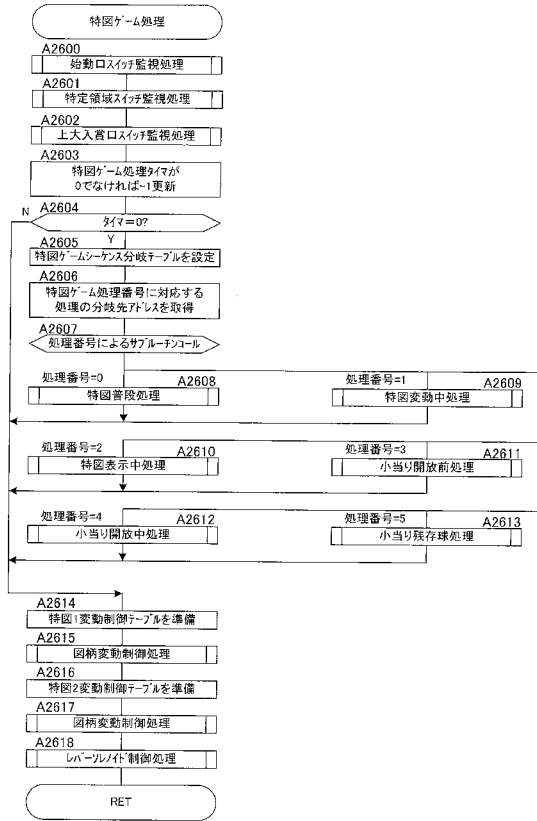 特図ゲーム処理
A2600
始動口スイッチ監視処理
A2601
特定領域スイッチ監視処理
A2602
上大入賞口スイッチ監視処理
A2603
特図ゲーム処理タイマが
0でなければ-1更新
A2604
N
タイマ=0?
Y
A2605
特図ゲームシーケンス分岐テーブルを設定
A2606
特図ゲーム処理番号に対応する
処理の分岐先アドレスを取得
A2607
処理番号によるサブルーチンコール
処理番号=0
A2608
特図普段処理
処理番号=1
A2609
特図変動中処理
処理番号=2
A2610
特図表示中処理
処理番号=3
A2611
小当り開放前処理
処理番号=4
A2612
小当り開放中処理
処理番号=5
A2613
小当り残存球処理
A2614
特図1変動制御テーブルを準備
A2615
図柄変動制御処理
A2616
特図2変動制御テーブルを準備
A2617
図柄変動制御処理
A2618
レバーソレノイド制御処理
RET